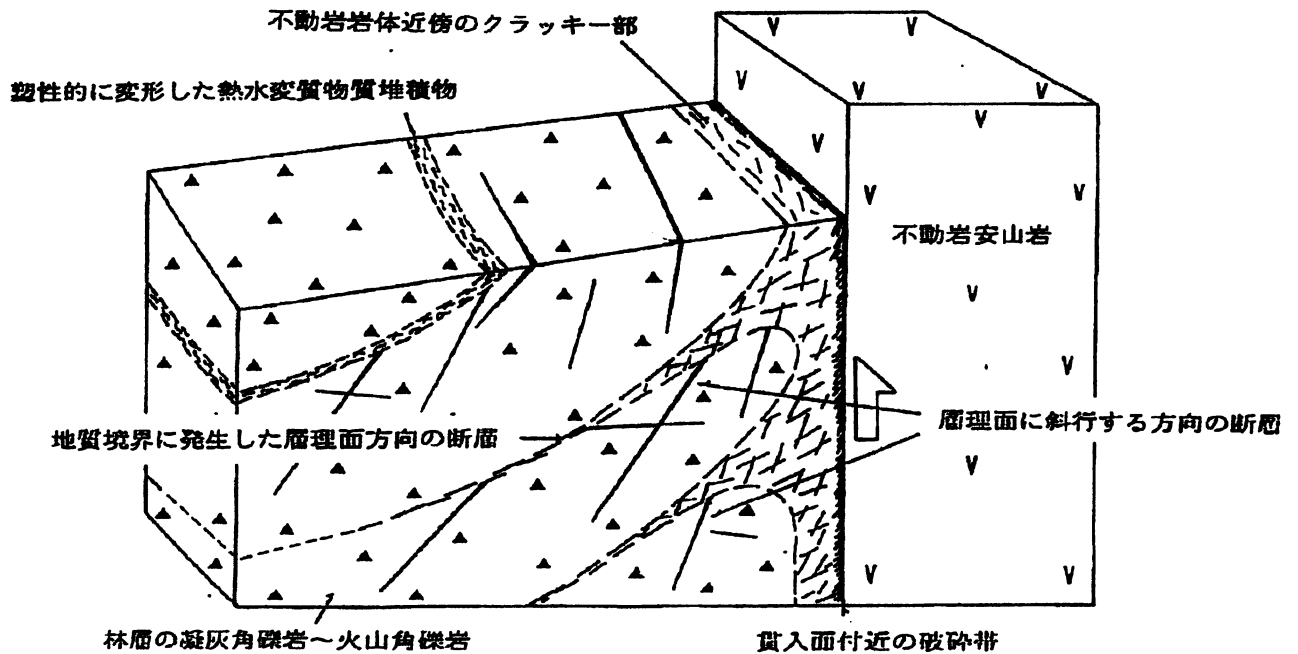 不動岩岩体近傍のクラッキー部
塑性的に変形した熱水変質物質堆積物
不動岩安山岩
層理面に斜行する方向の断層
地質境界に発生した層理面方向の断層
林層の凝灰角礫岩～火山角礫岩
貫入面付近の破砕帯